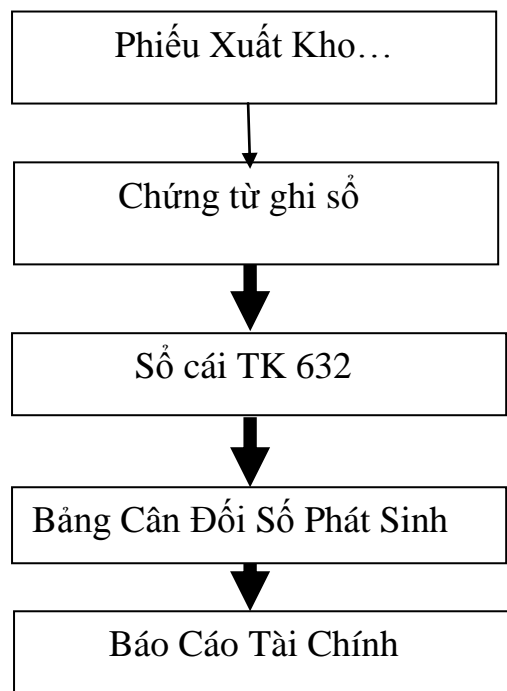 Phiếu Xuất Kho…
Chứng từ ghi sổ
Sổ cái TK 632
Bảng Cân Đối Số Phát Sinh
Báo Cáo Tài Chính